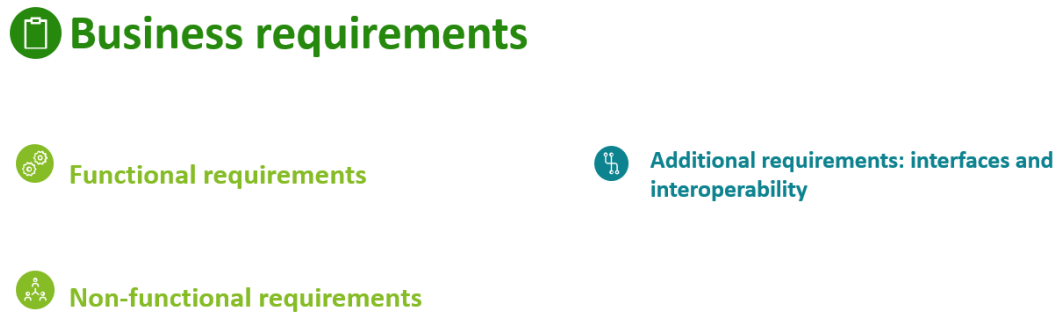 Business requirements
Functional requirements
Additional requirements: interfaces and
interoperability
Non-functional requirements